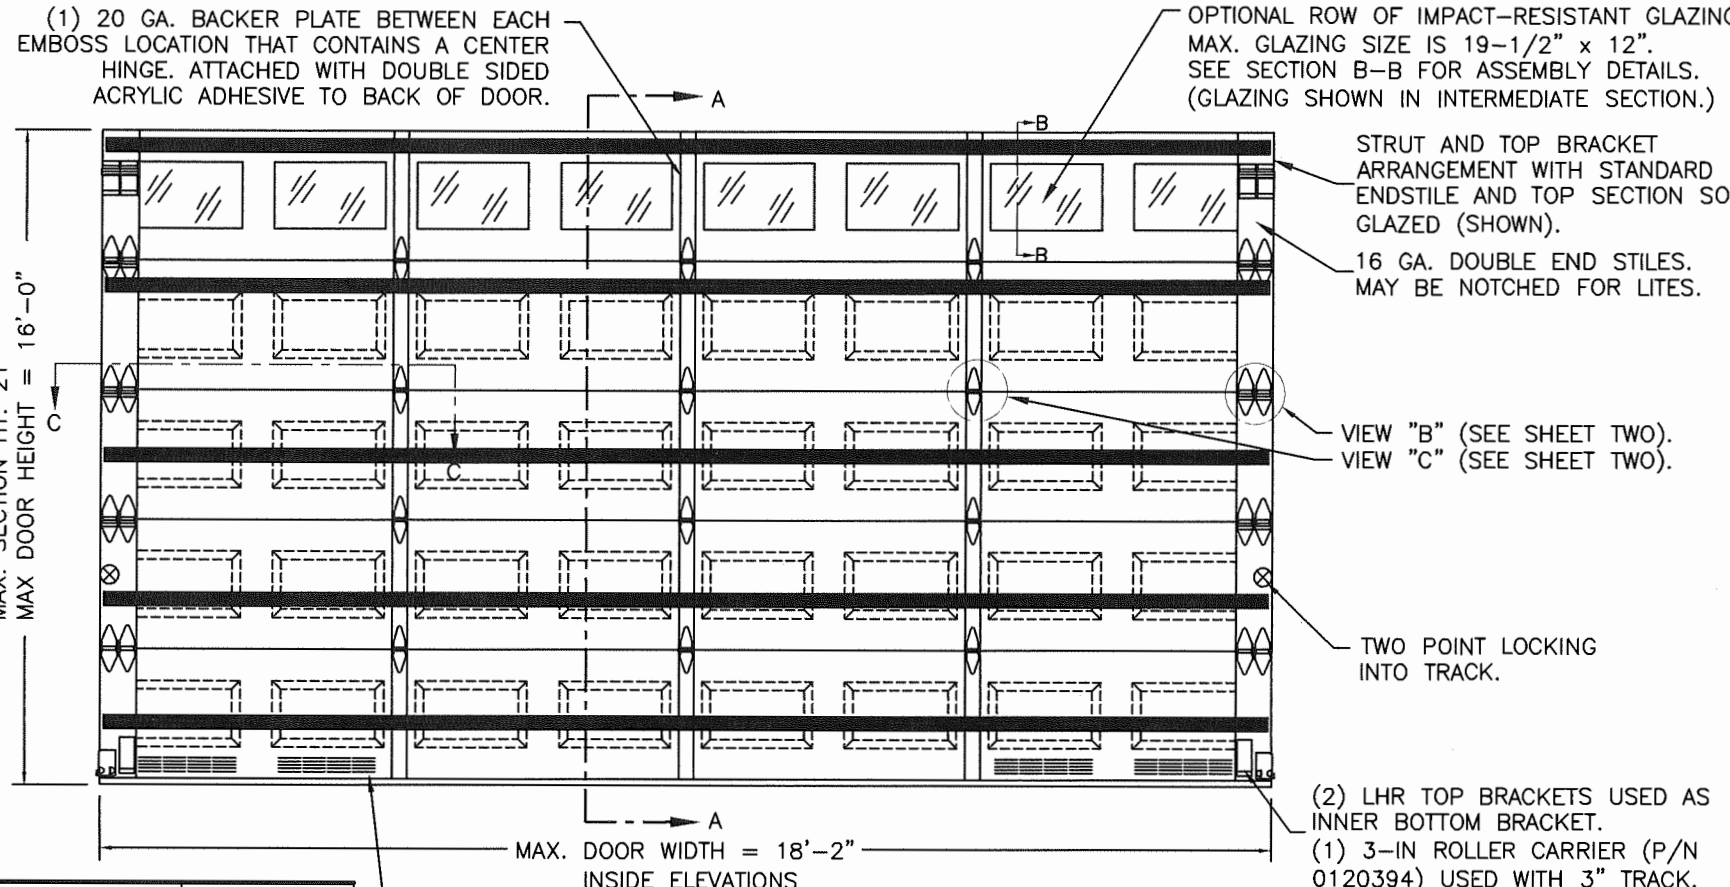 (1) 20 GA. BACKER PLATE BETWEEN EACH
EMBOSS LOCATION THAT CONTAINS A CENTER
HINGE. ATTACHED WITH DOUBLE SIDED
ACRYLIC ADHESIVE TO BACK OF DOOR.
OPTIONAL ROW OF IMPACT-RESISTANT GLAZING
MAX. GLAZING SIZE IS 19-1/2" x 12".
SEE SECTION B-B FOR ASSEMBLY DETAILS.
(GLAZING SHOWN IN INTERMEDIATE SECTION.)
A
B
STRUT AND TOP BRACKET
ARRANGEMENT WITH STANDARD
ENDSTILE AND TOP SECTION SO
GLAZED (SHOWN).
B
16 GA. DOUBLE END STILES.
MAY BE NOTCHED FOR LITES.
MAX. SECTION HT. 21
MAX DOOR HEIGHT = 16'-0"
C
C
VIEW "B" (SEE SHEET TWO).
VIEW "C" (SEE SHEET TWO).
TWO POINT LOCKING
INTO TRACK.
A
MAX. DOOR WIDTH = 18'-2"
INSIDE ELEVATIONS
(2) LHR TOP BRACKETS USED AS
INNER BOTTOM BRACKET.
(1) 3-IN ROLLER CARRIER (P/N
0120394) USED WITH 3" TRACK.